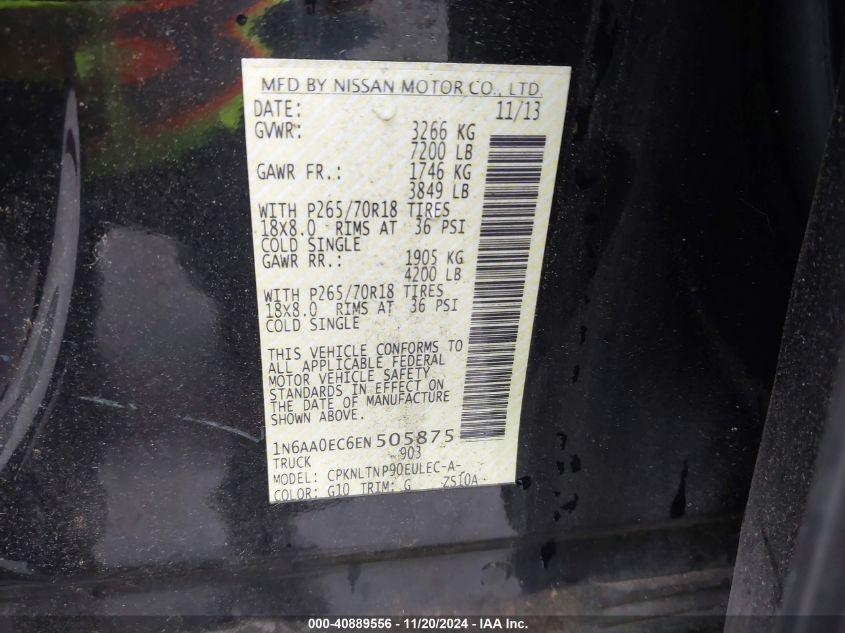 MFD BY NISSAN MOTOR CO., LTD.
DATE: 11/13
GVWR: 3266 KG
7200 LB
GAWR FR.: 1746 KG
3849 LB
WITH P265/70R18 TIRES
18X8.0 RIMS AT 36 PSI
COLD SINGLE
GAWR RR.: 1905 KG
4200 LB
WITH P265/70R18 TIRES
18X8.0 RIMS AT 36 PSI
COLD SINGLE
THIS VEHICLE CONFORMS TO
ALL APPLICABLE FEDERAL
MOTOR VEHICLE SAFETY
STANDARDS IN EFFECT ON
THE DATE OF MANUFACTURE
SHOWN ABOVE.
1N6AA0EC6EN505875
TRUCK 903
MODEL: CPKNLTNP90EULEC-A-
COLOR: G10 TRIM: G ZS10A
000-40889556 - 11/20/2024 - IAA Inc.